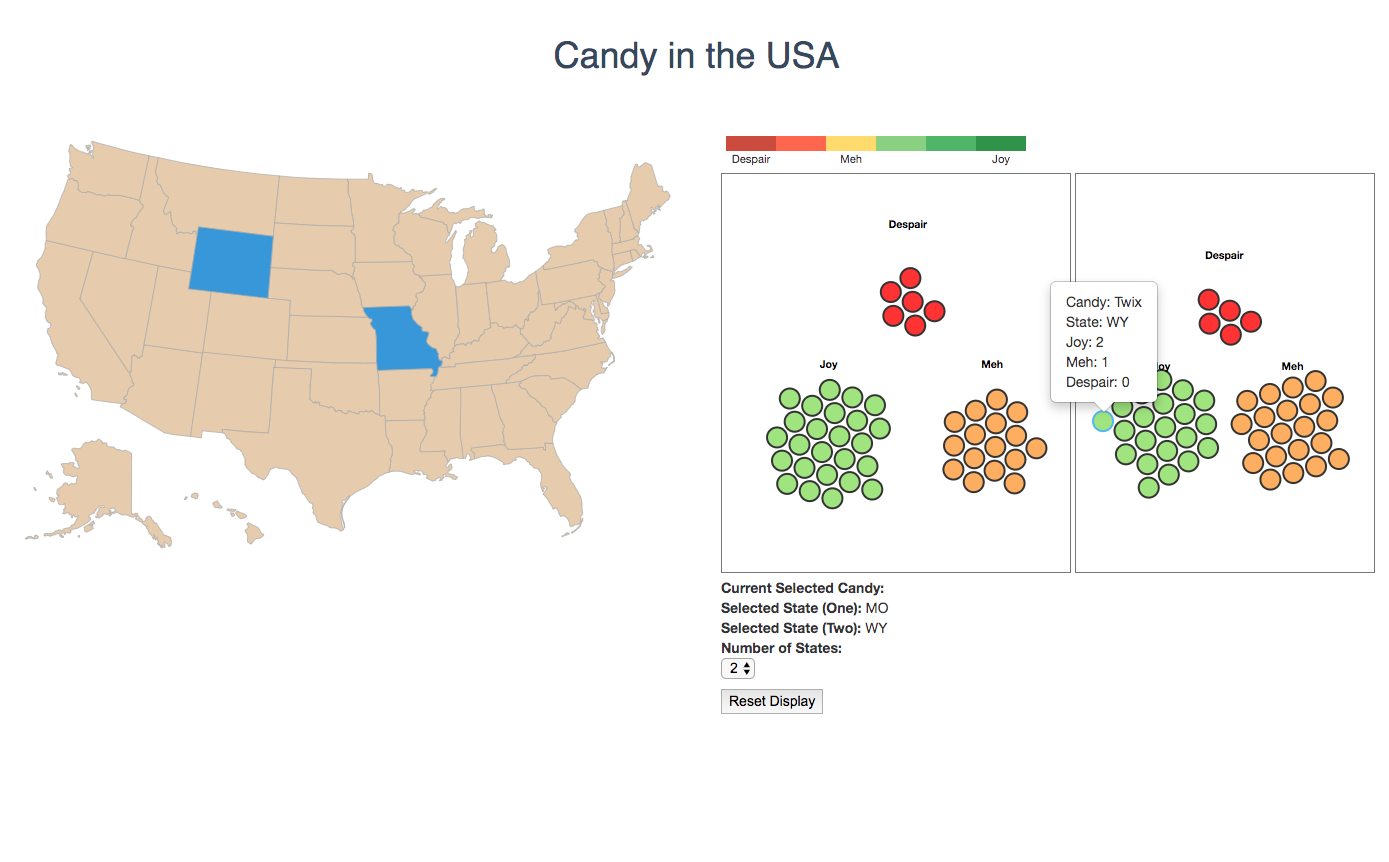 Candy in the USA
Despair Meh Joy
Despair
Joy
Meh
Despair
Candy: Twix
State: WY
Joy: 2
Meh: 1
Despair: 0
oy
Meh
Current Selected Candy:
Selected State (One): MO
Selected State (Two): WY
Number of States:
2
Reset Display